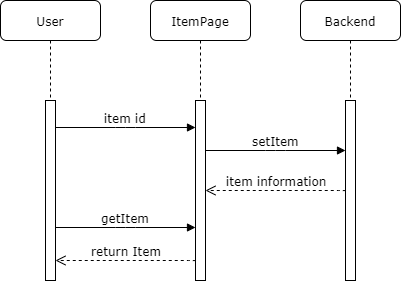 User
ItemPage
Backend
item id
setItem
item information
getItem
return Item